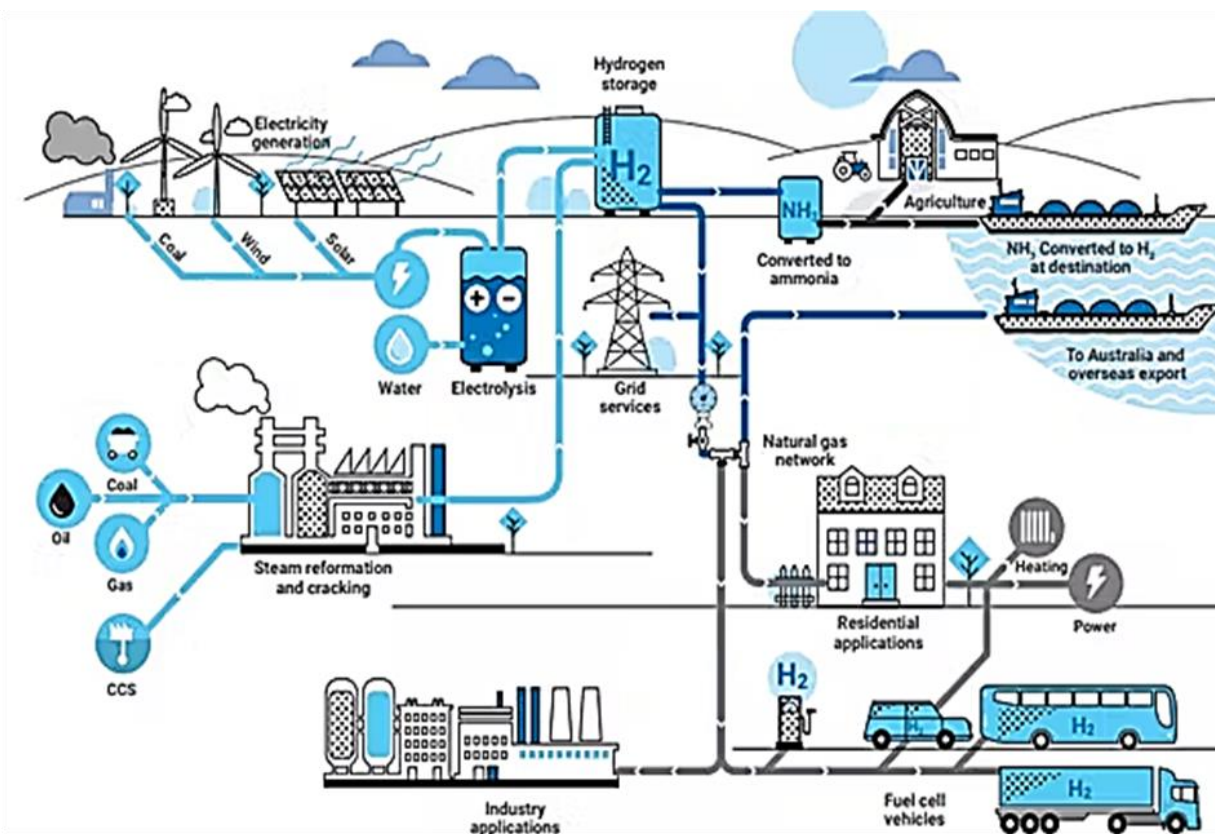 Hydrogen
storage
Electricity
generation
H₂
Coal
Wind
Solar
NH₃
Agriculture
Converted to
ammonia
NH₃ Converted to H₂
at destination
Water
Electrolysis
Grid
services
To Australia and
overseas export
Coal
Oil
Gas
CCS
Steam reformation
and cracking
Natural gas
network
Heating
Power
Residential
applications
H₂
H₂
H₂
H₂
Industry
applications
Fuel cell
vehicles